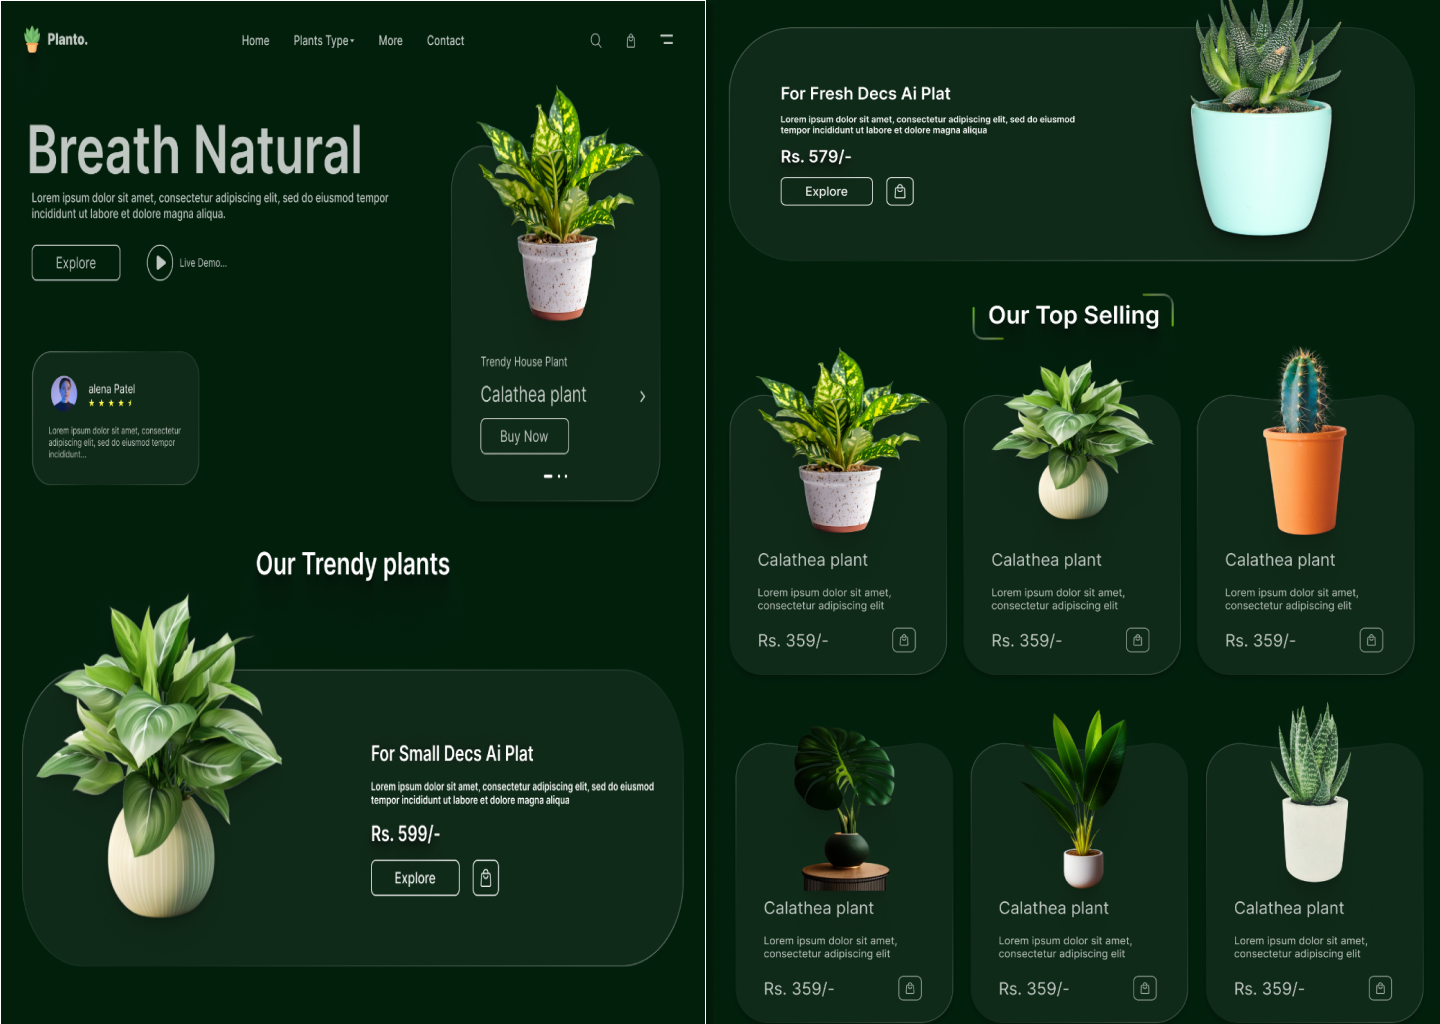 Planto.
Home
Plants Type
More
Contact
Breath Natural
Lorem ipsum dolor sit amet, consectetur adipiscing elit, sed do eiusmod tempor
incididunt ut labore et dolore magna aliqua.
Explore
Live Demo...
Trendy House Plant
Calathea plant
Buy Now
alena Patel
Lorem ipsum dolor sit amet, consectetur
adipiscing elit, sed do eiusmod tempor
incididunt...
Our Trendy plants
For Small Decs Ai Plat
Lorem ipsum dolor sit amet, consectetur adipiscing elit, sed do eiusmod
tempor incididunt ut labore et dolore magna aliqua
Rs. 599/-
Explore
For Fresh Decs Ai Plat
Lorem ipsum dolor sit amet, consectetur adipiscing elit, sed do eiusmod
tempor incididunt ut labore et dolore magna aliqua
Rs. 579/-
Explore
Our Top Selling
Calathea plant
Lorem ipsum dolor sit amet,
consectetur adipiscing elit
Rs. 359/-
Calathea plant
Lorem ipsum dolor sit amet,
consectetur adipiscing elit
Rs. 359/-
Calathea plant
Lorem ipsum dolor sit amet,
consectetur adipiscing elit
Rs. 359/-
Calathea plant
Lorem ipsum dolor sit amet,
consectetur adipiscing elit
Rs. 359/-
Calathea plant
Lorem ipsum dolor sit amet,
consectetur adipiscing elit
Rs. 359/-
Calathea plant
Lorem ipsum dolor sit amet,
consectetur adipiscing elit
Rs. 359/-